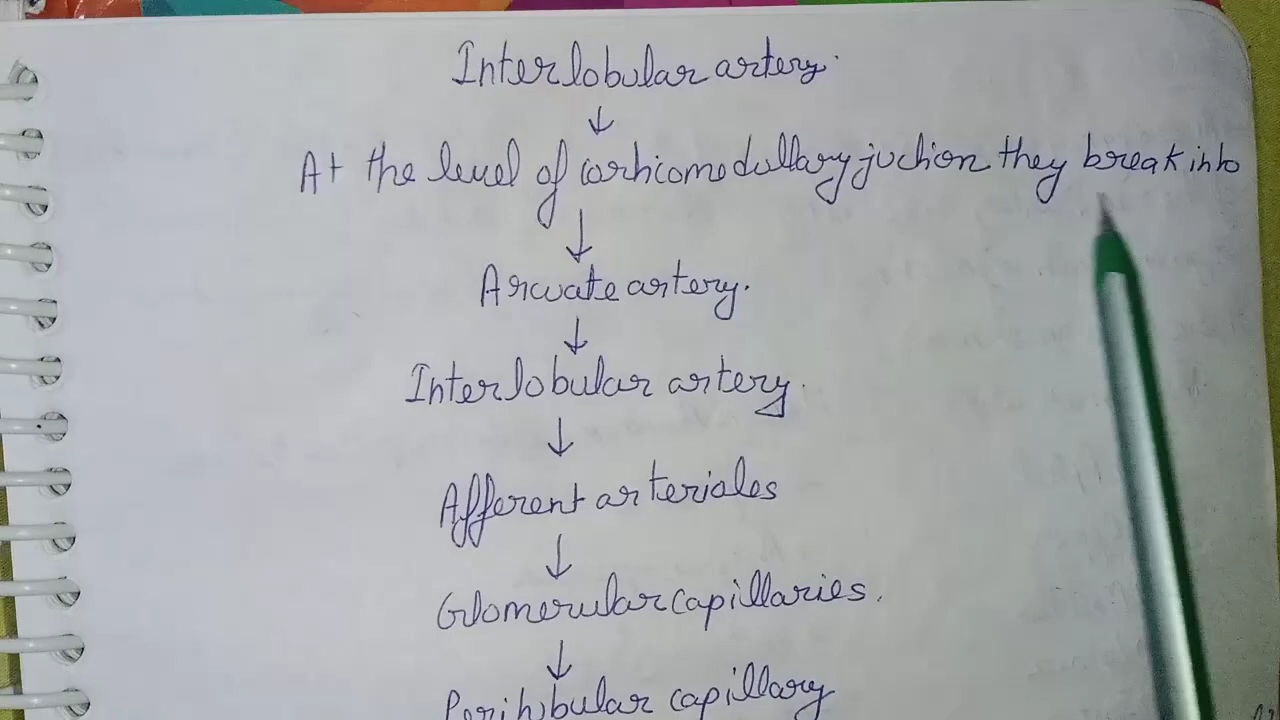 Interlobular artery.
↓
At the level of corticomedullary juction they break into
↓
Arcuate artery.
↓
Interlobular artery.
↓
Afferent arterioles
↓
Glomerular capillaries.
↓
Peritubular capillary